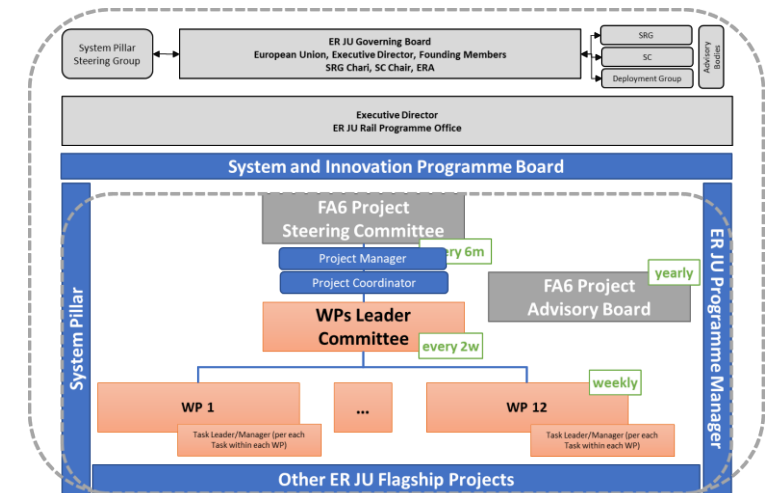 System Pillar
Steering Group
ER JU Governing Board
European Union, Executive Director, Founding Members
SRG Chari, SC Chair, ERA
SRG
SC
Deployment Group
Advisory
Bodies
Executive Director
ER JU Rail Programme Office
System and Innovation Programme Board
System Pillar
ER JU Programme Manager
FA6 Project
Steering Committee
ery 6m
Project Manager
Project Coordinator
yearly
FA6 Project
Advisory Board
WPs Leader
Committee
every 2w
weekly
WP 1
...
WP 12
Task Leader/Manager (per each
Task within each WP)
Task Leader/Manager (per each
Task within each WP)
Other ER JU Flagship Projects